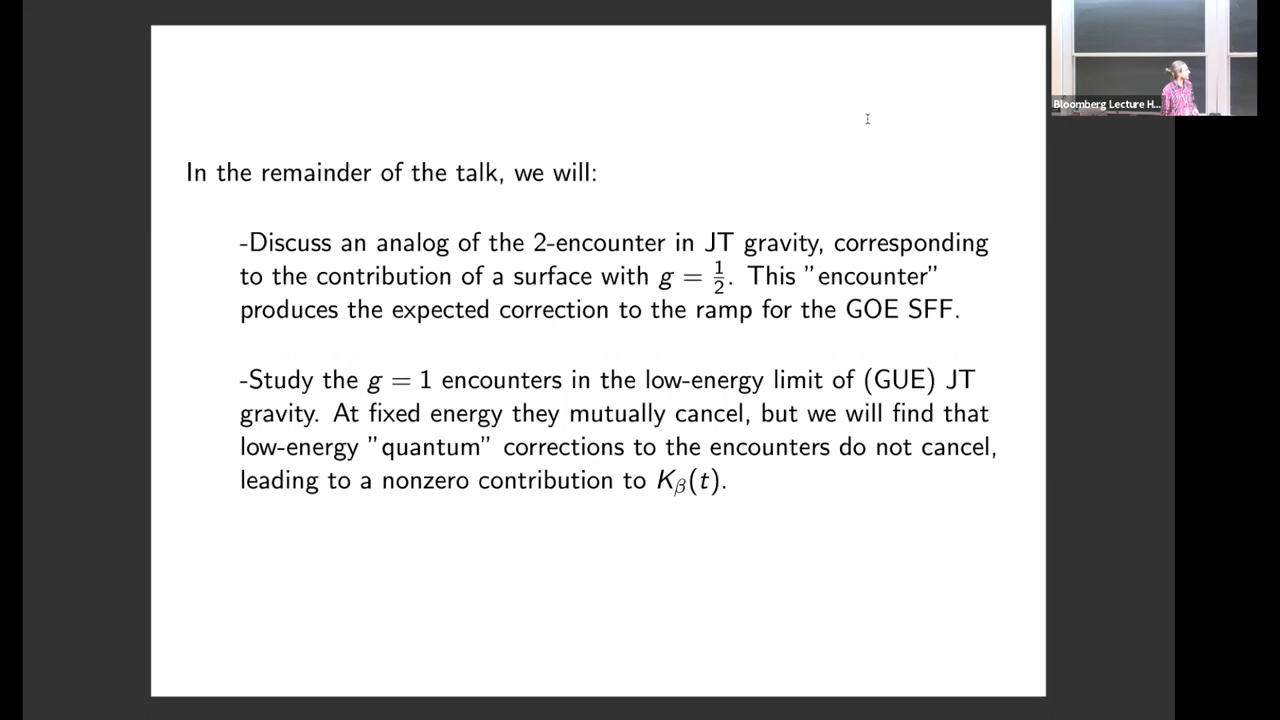 Bloomberg Lecture H...
In the remainder of the talk, we will:
-Discuss an analog of the 2-encounter in JT gravity, corresponding
to the contribution of a surface with g = 1/2. This "encounter"
produces the expected correction to the ramp for the GOE SFF.
-Study the g = 1 encounters in the low-energy limit of (GUE) JT
gravity. At fixed energy they mutually cancel, but we will find that
low-energy "quantum" corrections to the encounters do not cancel,
leading to a nonzero contribution to Kβ(t).